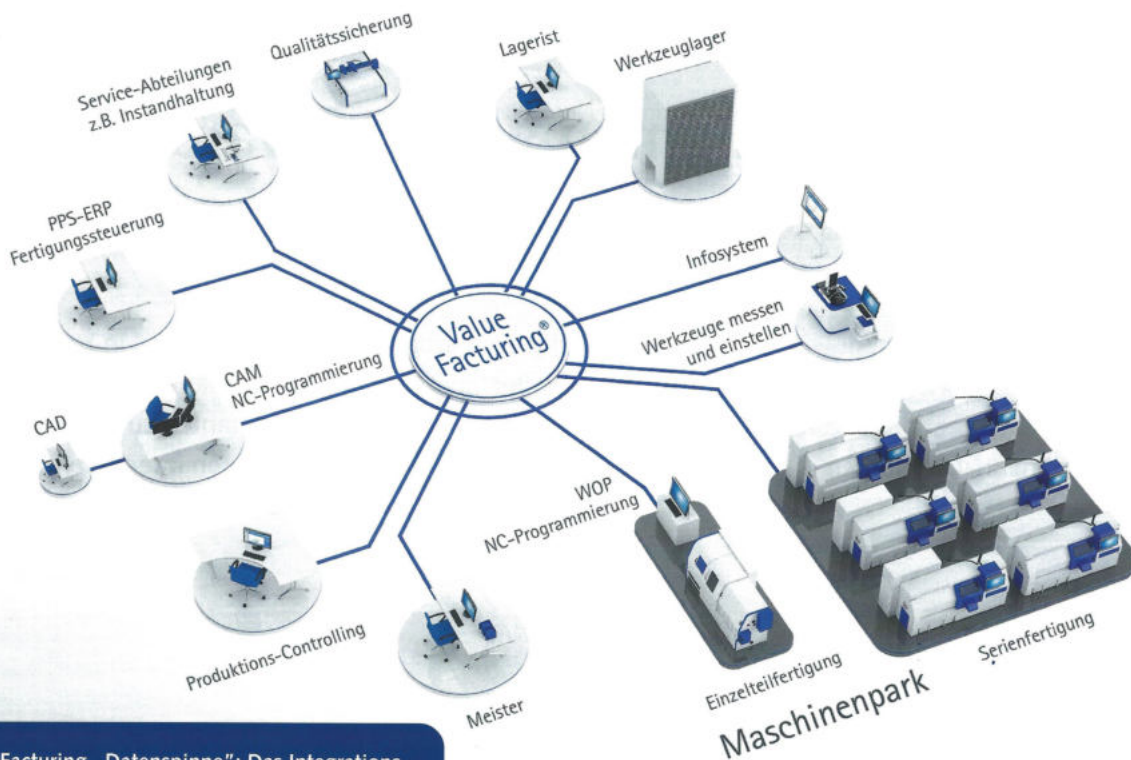 Qualitätssicherung
Lagerist
Werkzeuglager
Service-Abteilungen
z.B. Instandhaltung
PPS-ERP
Fertigungssteuerung
Infosystem
Value
Facturing®
Werkzeuge messen
und einstellen
CAM
NC-Programmierung
CAD
WOP
NC-Programmierung
Produktions-Controlling
Meister
Einzelteilfertigung
Serienfertigung
Maschinenpark
Facturing „Datenspinne": Das Integrations-